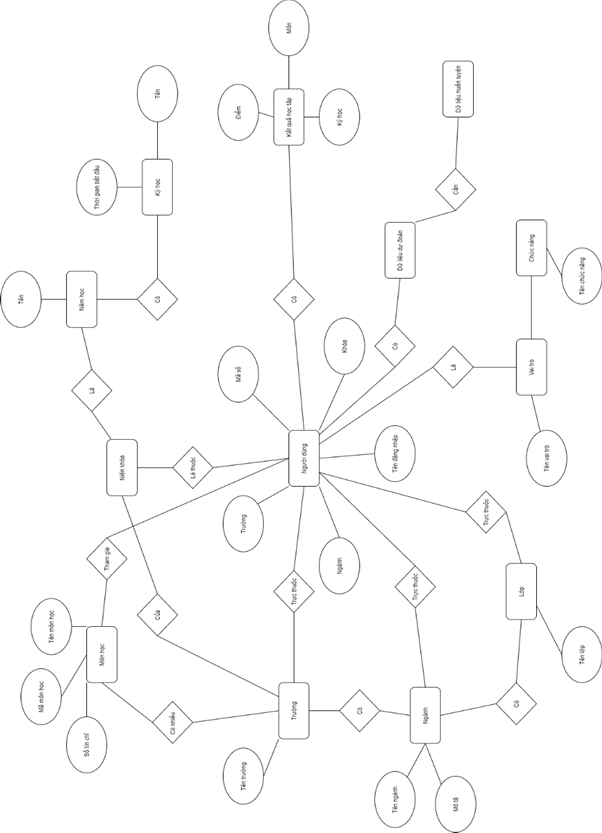 Môn
Điểm
Kết quả học tập
Kỳ học
Dữ liệu huấn luyện
Tên
Thời gian bắt đầu
Kỳ học
Cần
Tên
Năm học
Có
Có
Dữ liệu dự đoán
Chức năng
Tên chức năng
Có
Là
Mã số
Khóa
Là
Vai trò
Niên khóa
Là thuộc
Người dùng
Tên đăng nhập
Tên vai trò
Trường
Ngành
Trực thuộc
Tham gia
Trực thuộc
Trực thuộc
Lớp
Của
Tên môn học
Môn học
Tên lớp
Mã môn học
Số tín chỉ
Có nhiều
Trường
Có
Ngành
Có
Tên trường
Tên ngành
Mô tả